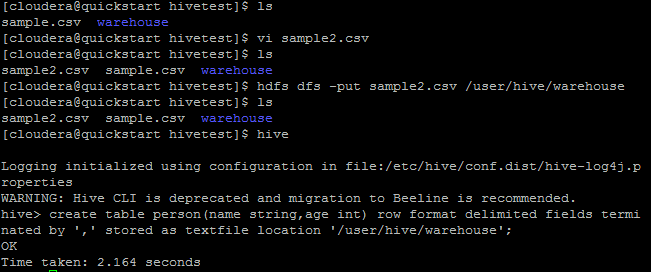 [cloudera@quickstart hivetest]$ ls
sample.csv  warehouse
[cloudera@quickstart hivetest]$ vi sample2.csv
[cloudera@quickstart hivetest]$ ls
sample2.csv  sample.csv  warehouse
[cloudera@quickstart hivetest]$ hdfs dfs -put sample2.csv /user/hive/warehouse
[cloudera@quickstart hivetest]$ ls
sample2.csv  sample.csv  warehouse
[cloudera@quickstart hivetest]$ hive

Logging initialized using configuration in file:/etc/hive/conf.dist/hive-log4j.p
roperties
WARNING: Hive CLI is deprecated and migration to Beeline is recommended.
hive> create table person(name string,age int) row format delimited fields termi
nated by ',' stored as textfile location '/user/hive/warehouse';
OK
Time taken: 2.164 seconds